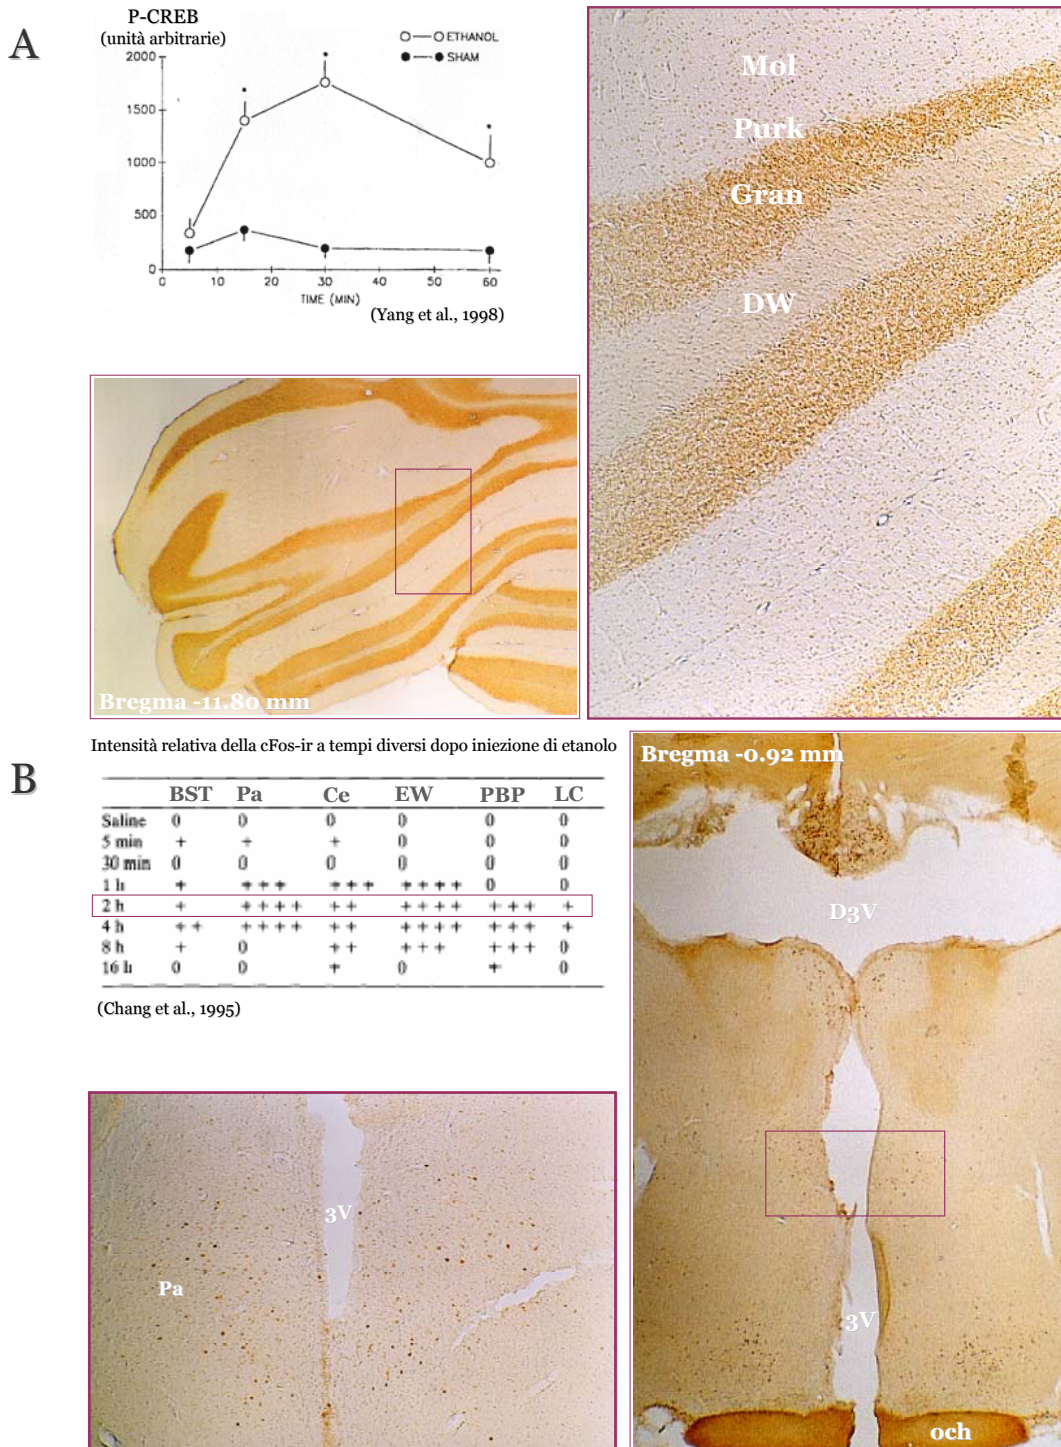 A
P-CREB
(unità arbitrarie)
ETHANOL
SHAM
2000
1500
1000
500
0
0 10 20 30 40 50 60
TIME (MIN)
(Yang et al., 1998)
Mol
Purk
Gran
DW
Bregma -11.80 mm
B
Intensità relativa della cFos-ir a tempi diversi dopo iniezione di etanolo
BST Pa Ce EW PBP LC
Saline 0 0 0 0 0 0
5 min + + + 0 0 0
30 min 0 0 0 0 0 0
1 h + +++ +++ ++++ 0 0
2 h + ++++ ++ ++++ +++ +
4 h ++ ++++ ++ ++++ +++ +
8 h + 0 ++ +++ +++ 0
16 h 0 0 + 0 + 0
(Chang et al., 1995)
Bregma -0.92 mm
D3V
3V
och
3V
Pa